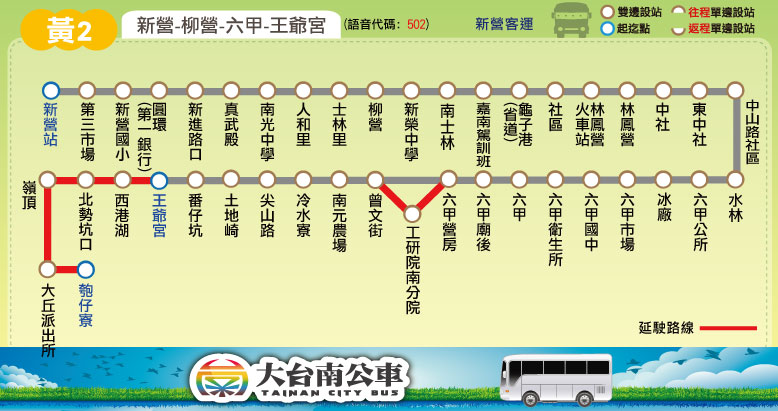 黃2
新營-柳營-六甲-王爺宮
(語音代碼: 502)
新營客運
雙邊設站
往程單邊設站
起迄點
返程單邊設站
新營站
第三市場
新營國小
圓環
(第一銀行)
新進路口
真武殿
南光中學
人和里
士林里
柳營
新榮中學
南士林
嘉南駕訓班
龜子港
(省道)
社區
林鳳營
火車站
林鳳營
中社
東中社
中山路社區
水林
六甲公所
冰廠
六甲市場
六甲國中
六甲衛生所
六甲
六甲廟後
六甲營房
工研院南分院
曾文街
南元農場
冷水寮
尖山路
土地崎
番仔坑
王爺宮
西港湖
北勢坑口
嶺頂
大丘派出所
匏仔寮
延駛路線
大台南公車
TAINAN CITY BUS